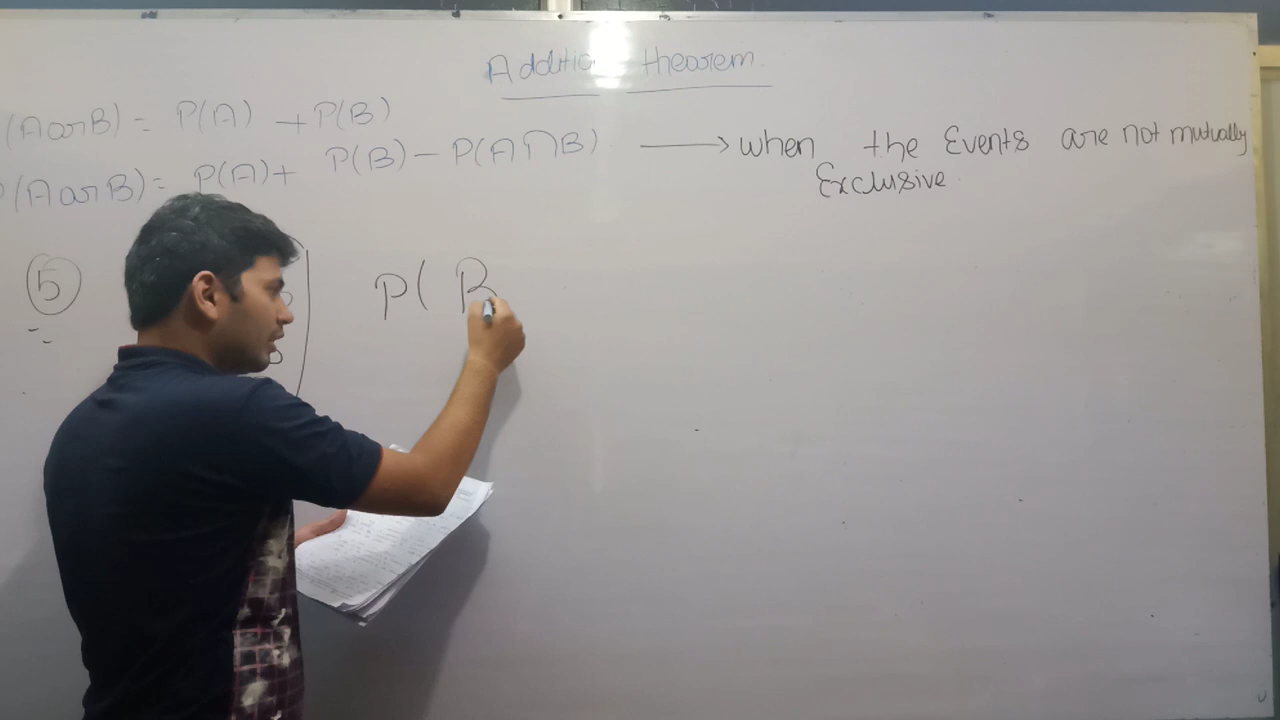 Addition theorem.
(A or B) = P(A) + P(B)
P(A or B) = P(A) + P(B) - P(A∩B) → when the Events are not mutually
Exclusive.
5
P( B